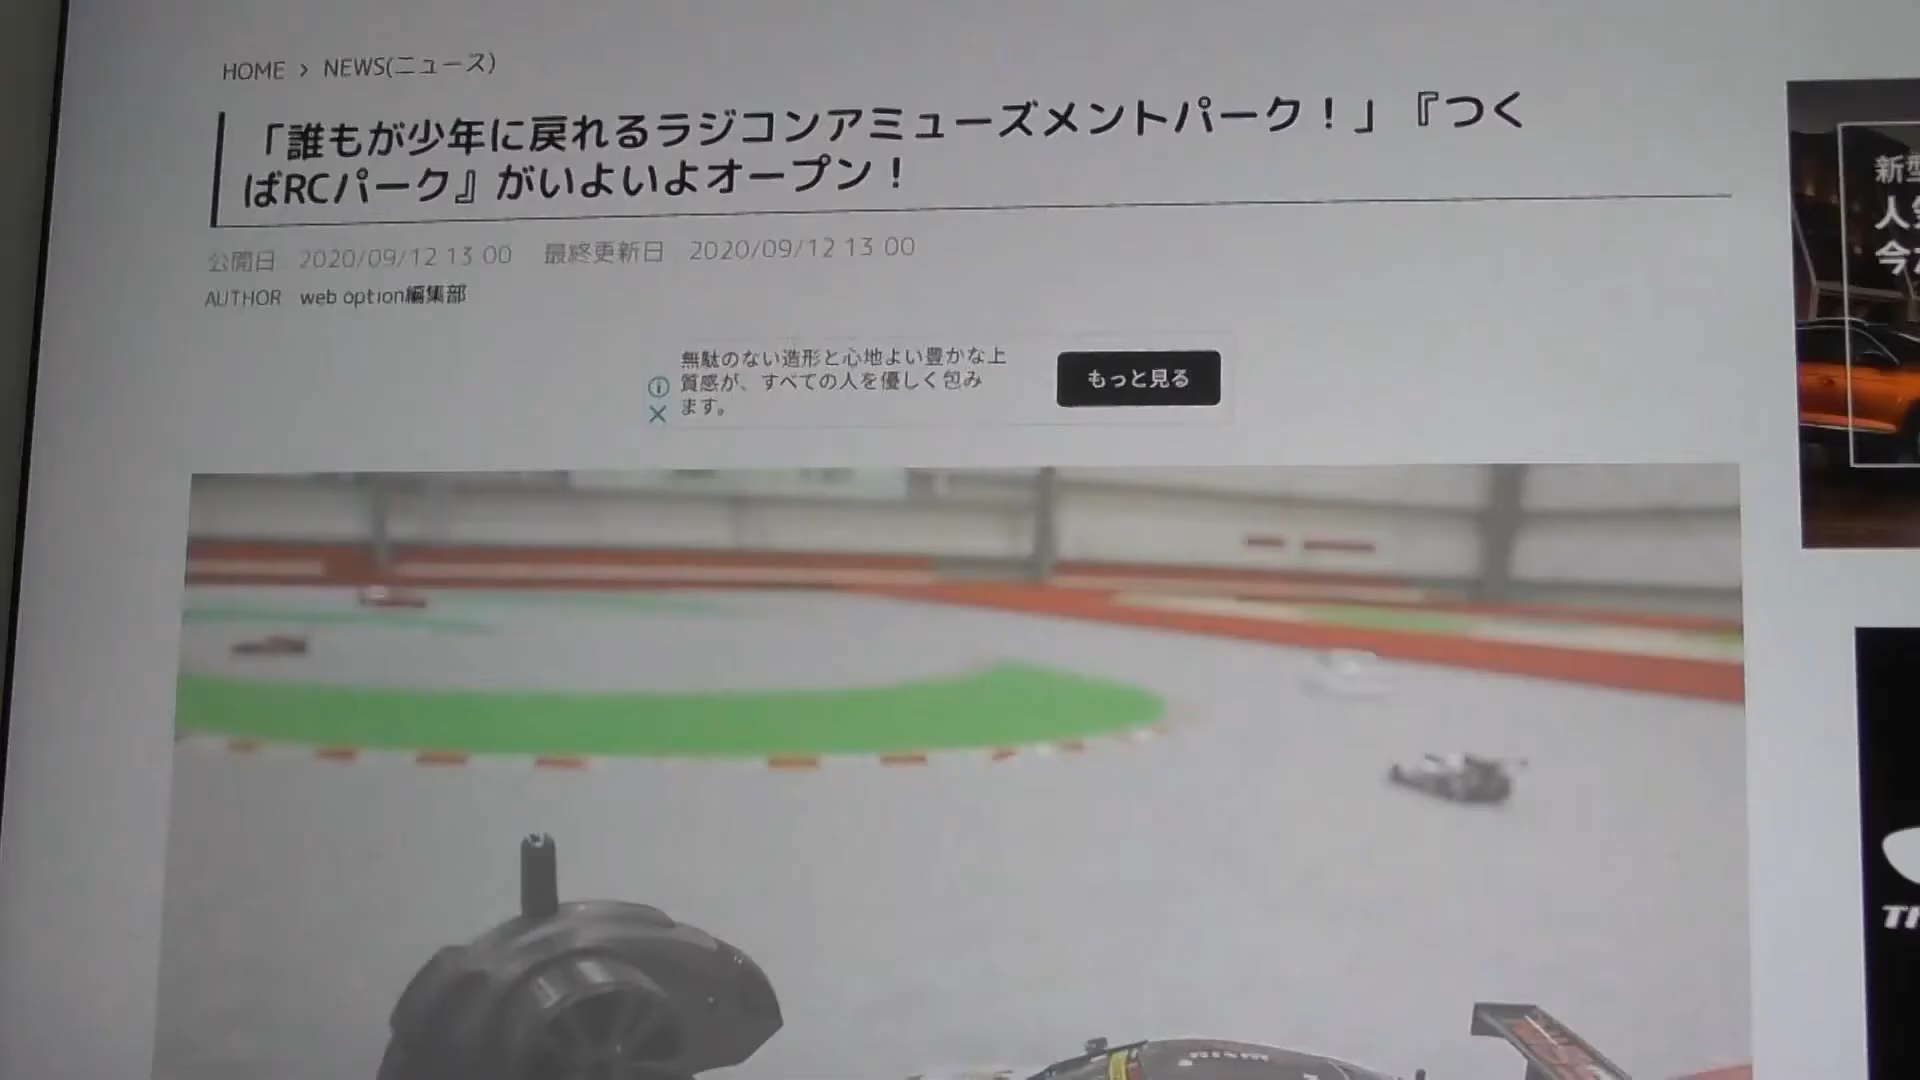 HOME > NEWS(ニュース)
「誰もが少年に戻れるラジコンアミューズメントパーク！」『つく
ばRCパーク』がいよいよオープン！
公開日 2020/09/12 13 00 最終更新日 2020/09/12 13 00
AUTHOR web option編集部
無駄のない造形と心地よい豊かな上
質感が、すべての人を優しく包み
ます。
もっと見る
新型
人
今